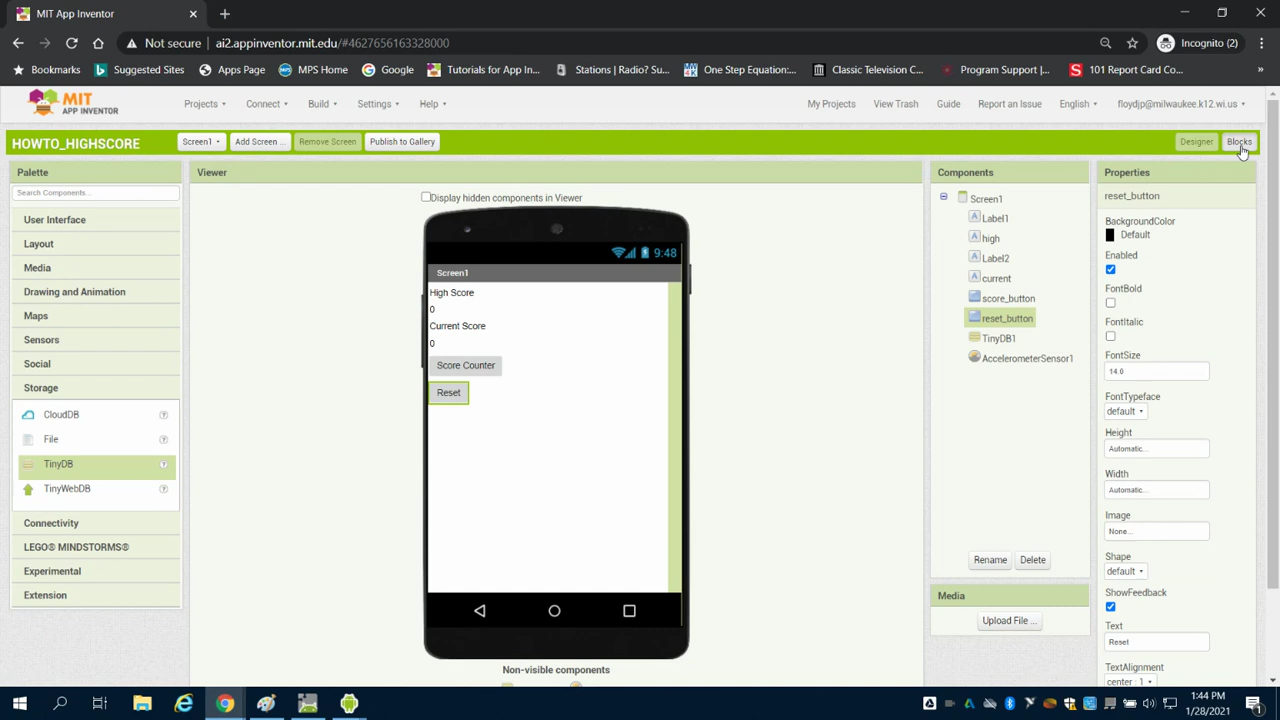 MIT App Inventor
Not secure
ai2.appinventor.mit.edu/#4627656163328000
Incognito (2)
Bookmarks
Suggested Sites
Apps Page
MPS Home
Google
Tutorials for App In...
Stations | Radio? Su...
One Step Equation:...
Classic Television C...
Program Support |...
101 Report Card Co...
»
MIT
APP INVENTOR
Projects
Connect
Build
Settings
Help
My Projects
View Trash
Guide
Report an Issue
English
floydjp@milwaukee.k12.wi.us
HOWTO_HIGHSCORE
Screen1
Add Screen ...
Remove Screen
Publish to Gallery
Designer
Blocks
Palette
Search Components...
User Interface
Layout
Media
Drawing and Animation
Maps
Sensors
Social
Storage
CloudDB
File
TinyDB
TinyWebDB
Connectivity
LEGO® MINDSTORMS®
Experimental
Extension
Viewer
Display hidden components in Viewer
9:48
Screen1
High Score
0
Current Score
0
Score Counter
Reset
Non-visible components
Components
Screen1
Label1
high
Label2
current
score_button
reset_button
TinyDB1
AccelerometerSensor1
Rename
Delete
Media
Upload File ...
Properties
reset_button
BackgroundColor
Default
Enabled
FontBold
FontItalic
FontSize
14.0
FontTypeface
default
Height
Automatic...
Width
Automatic...
Image
None...
Shape
default
ShowFeedback
Text
Reset
TextAlignment
center : 1
1:44 PM
1/28/2021